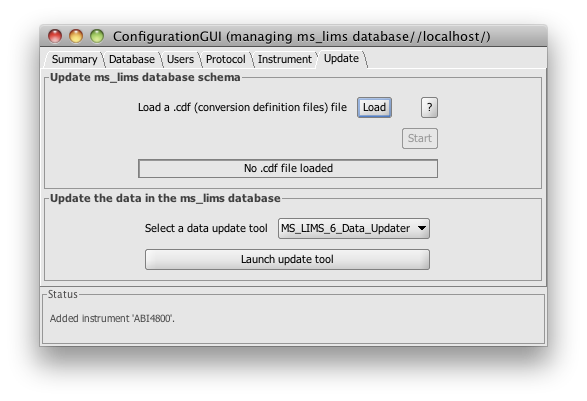 ConfigurationGUI (managing ms_lims database//localhost/)
Summary Database Users Protocol Instrument Update
Update ms_lims database schema
Load a .cdf (conversion definition files) file Load ?
Start
No .cdf file loaded
Update the data in the ms_lims database
Select a data update tool MS_LIMS_6_Data_Updater
Launch update tool
Status
Added instrument 'ABI4800'.